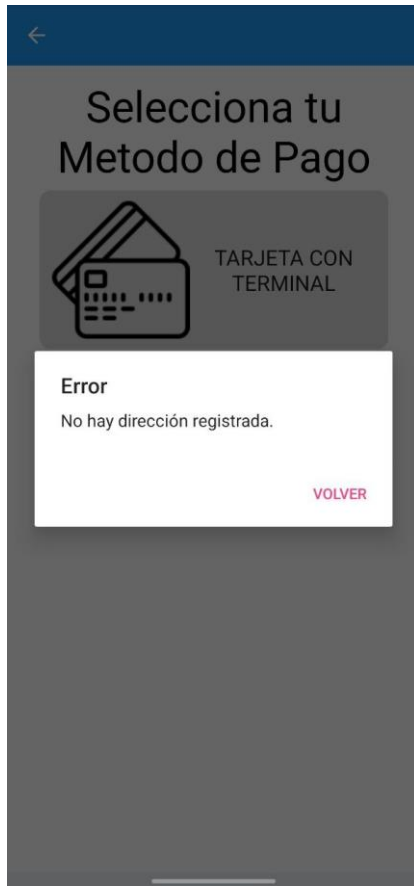 Selecciona tu
Metodo de Pago
TARJETA CON
TERMINAL
Error
No hay dirección registrada.
VOLVER